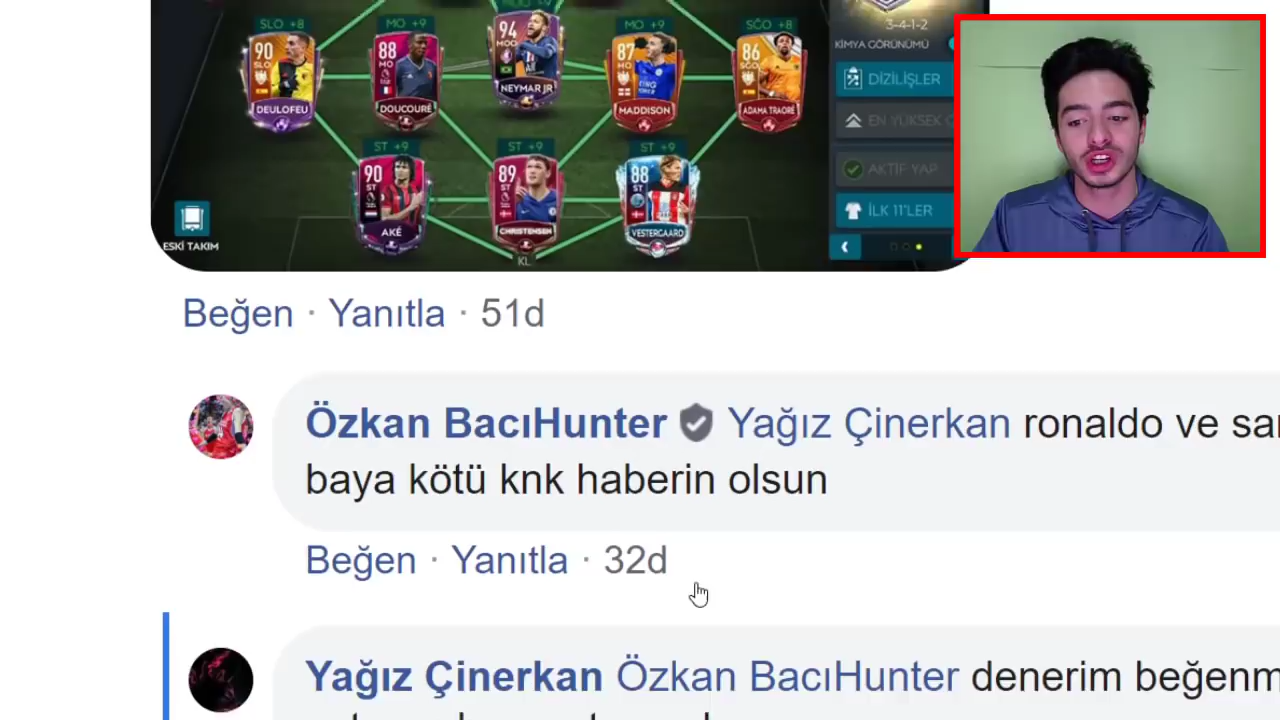 SLO +8 MO +9 MO +9 SĞO +8
90 SLO DEULOFEU
88 MO DOUCOURÉ
94 MOO NEYMAR JR
87 MO MADDISON
86 SĞO ADAMA TRAORÉ
3-4-1-2
KİMYA GÖRÜNÜMÜ
DİZİLİŞLER
EN YÜKSEK
AKTİF YAP
İLK 11'LER
ST +9 ST +9 ST +9
90 ST AKÉ
89 ST CHRISTENSEN
88 ST VESTERGAARD
ESKİ TAKIM
KL
Beğen · Yanıtla · 51d
Özkan BacıHunter Yağız Çinerkan ronaldo ve
baya kötü knk haberin olsun
Beğen · Yanıtla · 32d
Yağız Çinerkan Özkan BacıHunter denerim beğenm